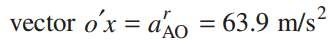 vector o′x = a^r_AO = 63.9 m/s²